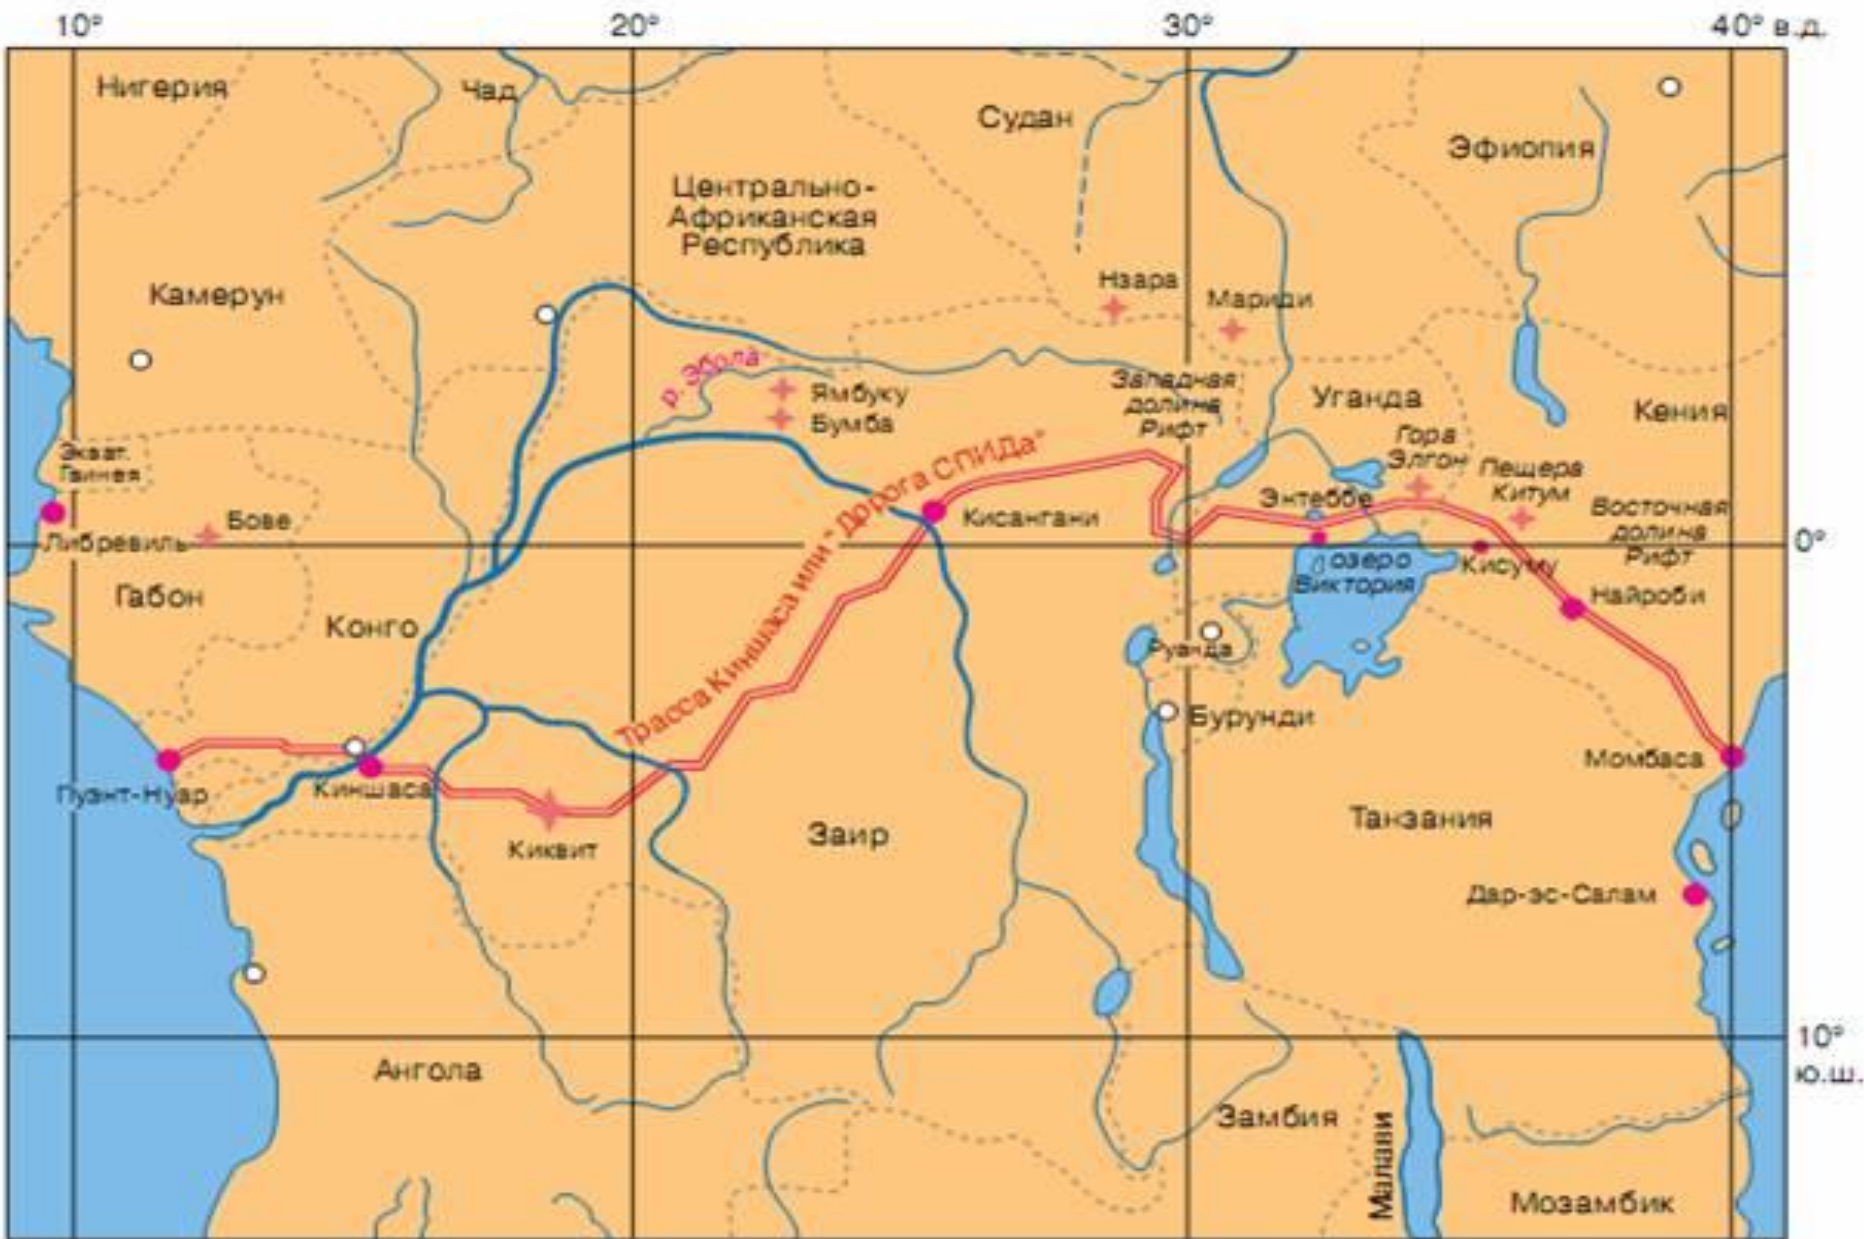 10°
20°
30°
40° в.д.
Нигерия
Чад
Судан
Эфиопия
Центрально-
Африканская
Республика
Камерун
Нзара
Мариди
р. Эбола
Ямбуку
Бумба
Западная
долина
Рифт
Уганда
Кения
Гора
Элгон
Пещера
Китум
Экват.
Гвинея
Бове
Либревиль
Трасса Киншаса или "Дорога СПИДа"
Кисангани
Энтеббе
Восточная
долина
Рифт
0°
озеро
Виктория
Кисуму
Найроби
Габон
Конго
Руанда
Бурунди
Момбаса
Пуэнт-Нуар
Киншаса
Киквит
Заир
Танзания
Дар-эс-Салам
10°
ю.ш.
Ангола
Замбия
Малави
Мозамбик